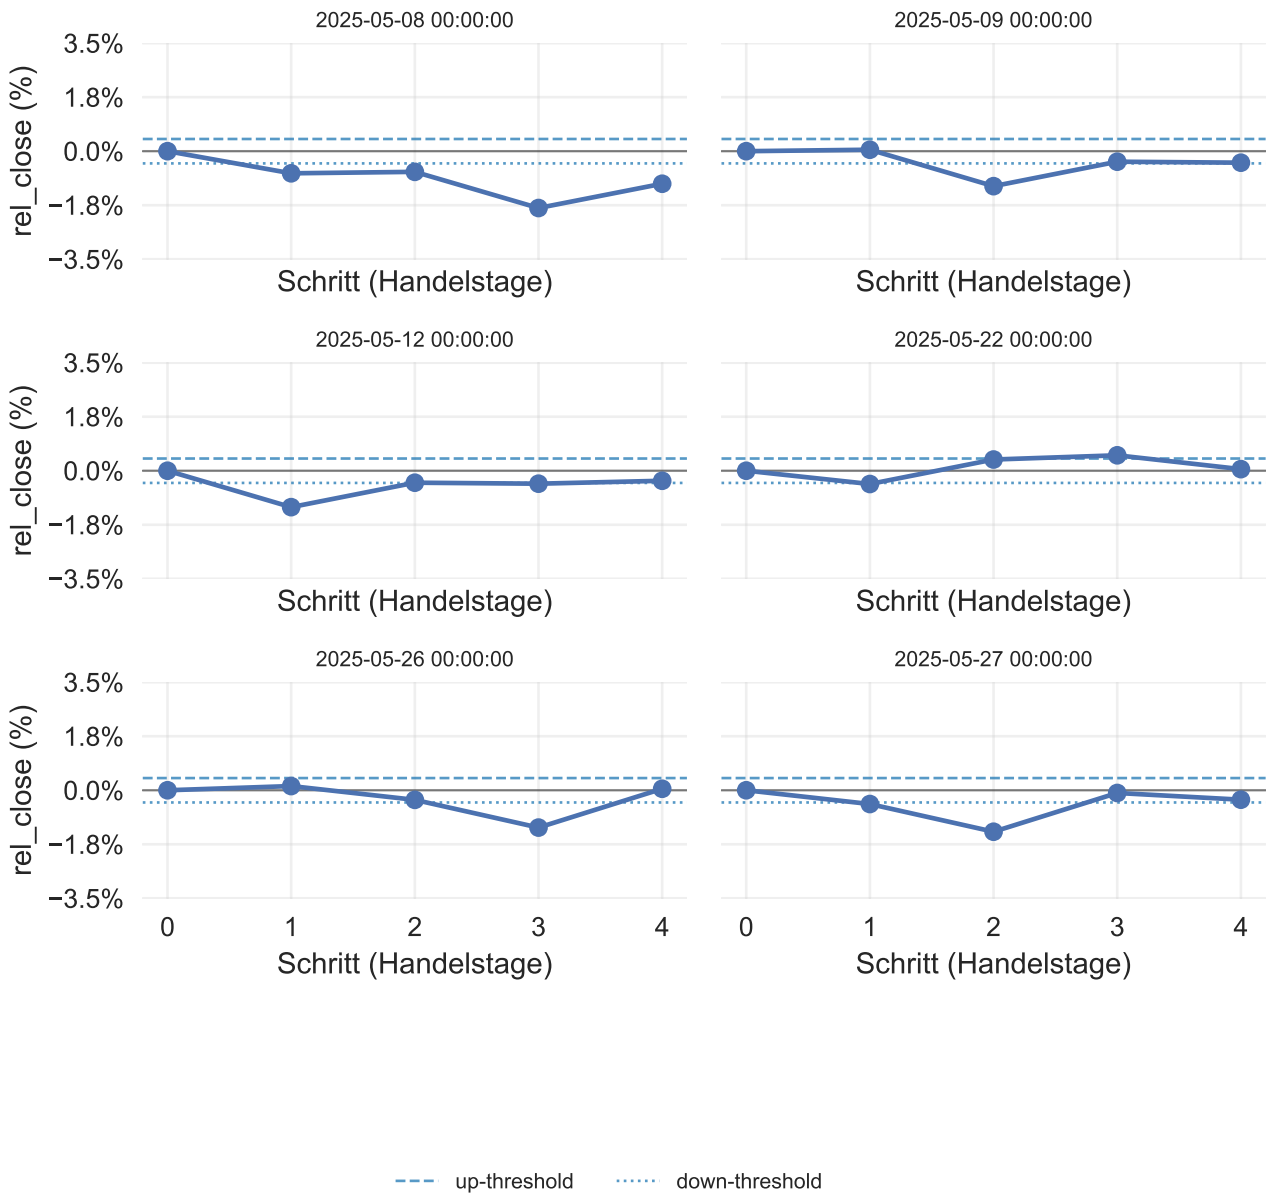 2025-05-08 00:00:00
2025-05-09 00:00:00
rel_close (%)
3.5%
1.8%
0.0%
−1.8%
−3.5%
Schritt (Handelstage)
Schritt (Handelstage)
2025-05-12 00:00:00
2025-05-22 00:00:00
rel_close (%)
3.5%
1.8%
0.0%
−1.8%
−3.5%
Schritt (Handelstage)
Schritt (Handelstage)
2025-05-26 00:00:00
2025-05-27 00:00:00
rel_close (%)
3.5%
1.8%
0.0%
−1.8%
−3.5%
0 1 2 3 4
0 1 2 3 4
Schritt (Handelstage)
Schritt (Handelstage)
up-threshold down-threshold